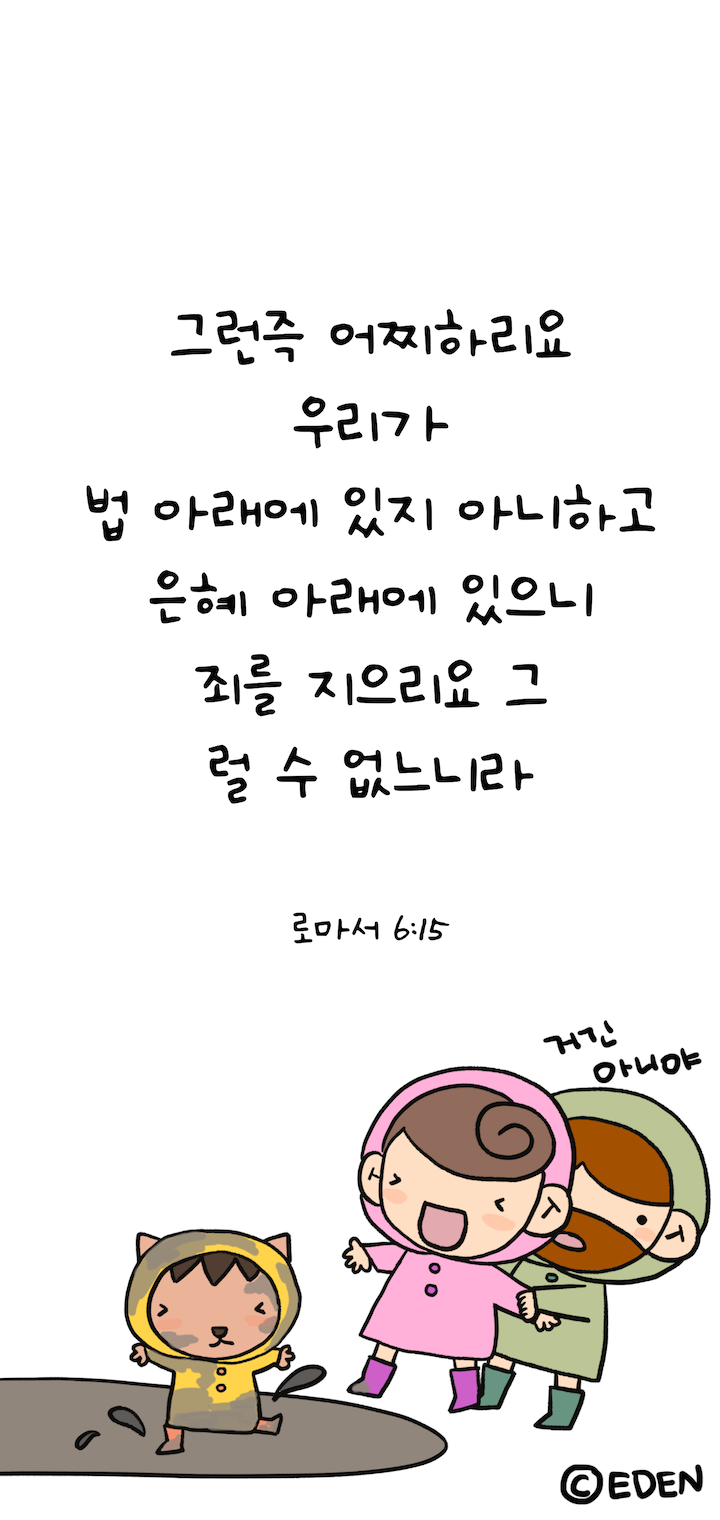 그런즉 어찌하리요
우리가
법 아래에 있지 아니하고
은혜 아래에 있으니
죄를 지으리요 그
럴 수 없느니라
로마서 6:15
거긴
아니야
©EDEN